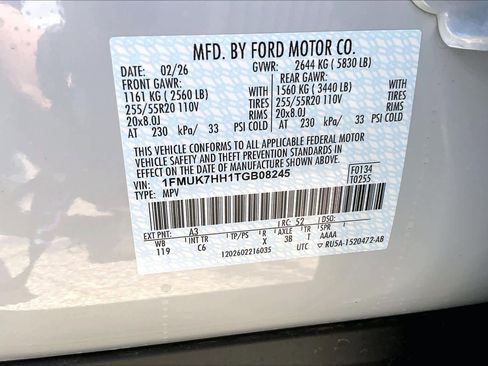 MFD. BY FORD MOTOR CO.
DATE: 02/26 GVWR: 2644 KG ( 5830 LB)
FRONT GAWR: REAR GAWR:
1161 KG ( 2560 LB) WITH 1560 KG ( 3440 LB) WITH
255/55R20 110V TIRES 255/55R20 110V TIRES
20x8.0J RIMS 20x8.0J RIMS
AT 230 kPa/ 33 PSI COLD AT 230 kPa/ 33 PSI COLD
THIS VEHICLE CONFORMS TO ALL APPLICABLE FEDERAL MOTOR
VEHICLE SAFETY AND THEFT PREVENTION STANDARDS IN
EFFECT ON THE DATE OF MANUFACTURE SHOWN ABOVE.
VIN: 1FMUK7HH1TGB08245 F0134
TYPE: MPV T0255
EXT PNT: A3 RC: 52 DSO:
WB INT TR TP/PS R AXLE TR SPR
119 C6 X 3B T AAAA
1202602216035 UTC ▽ RU5A-1520472-AB